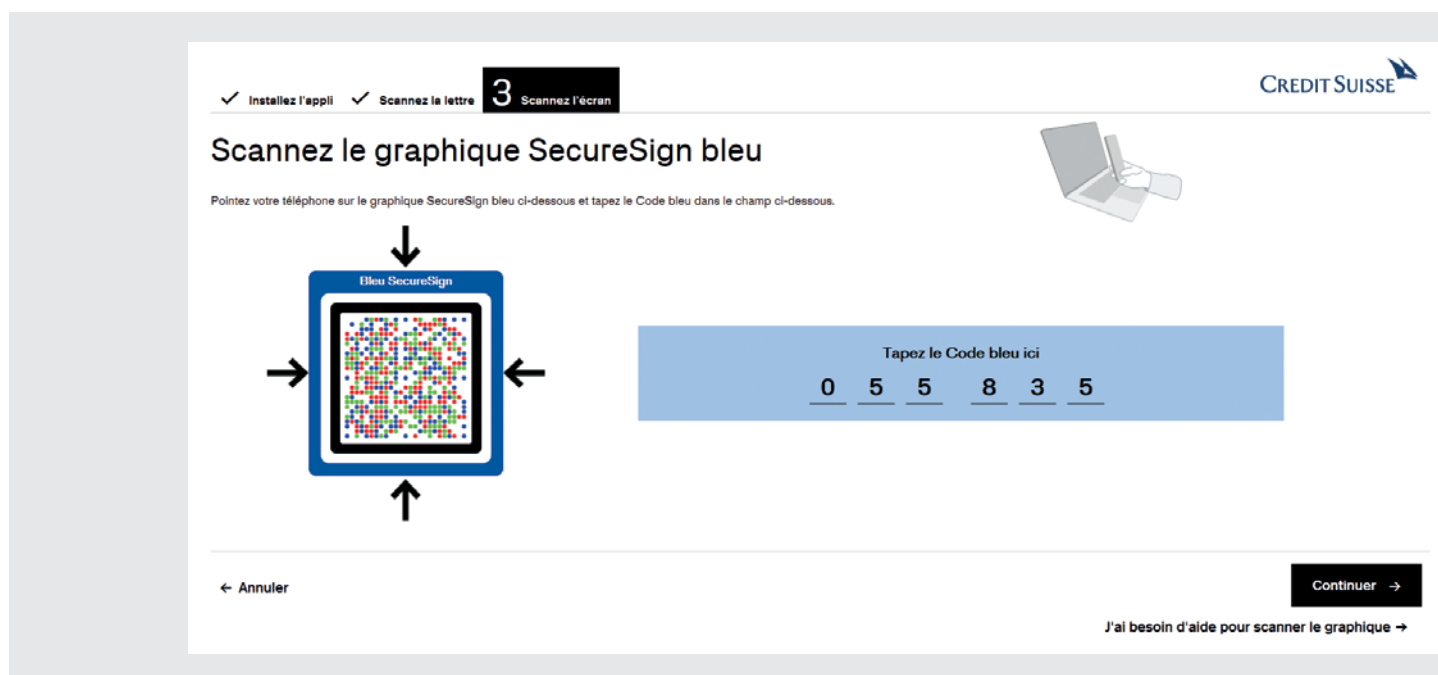 Installez l'appli Scannez la lettre 3 Scannez l'écran
CREDIT SUISSE
Scannez le graphique SecureSign bleu
Pointez votre téléphone sur le graphique SecureSign bleu ci-dessous et tapez le Code bleu dans le champ ci-dessous.
Bleu SecureSign
Tapez le Code bleu ici
0 5 5 8 3 5
← Annuler
Continuer →
J'ai besoin d'aide pour scanner le graphique →